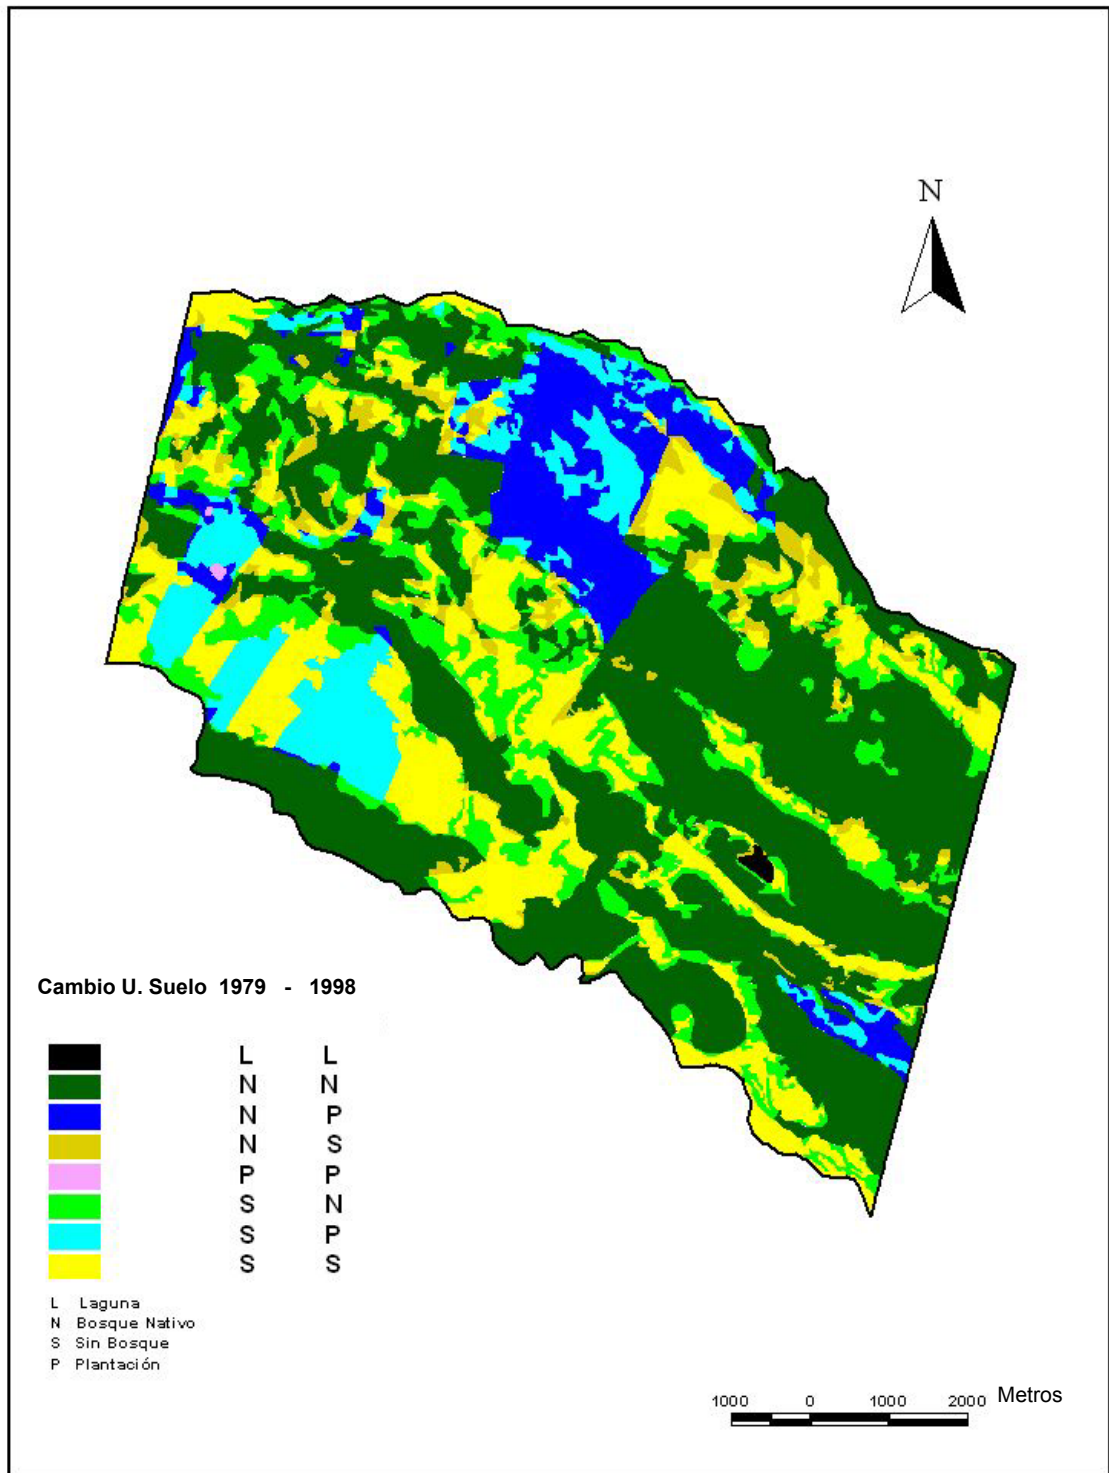 N
Cambio U. Suelo 1979 - 1998
L L
N N
N P
N S
P P
S N
S P
S S
L Laguna
N Bosque Nativo
S Sin Bosque
P Plantación
1000 0 1000 2000 Metros